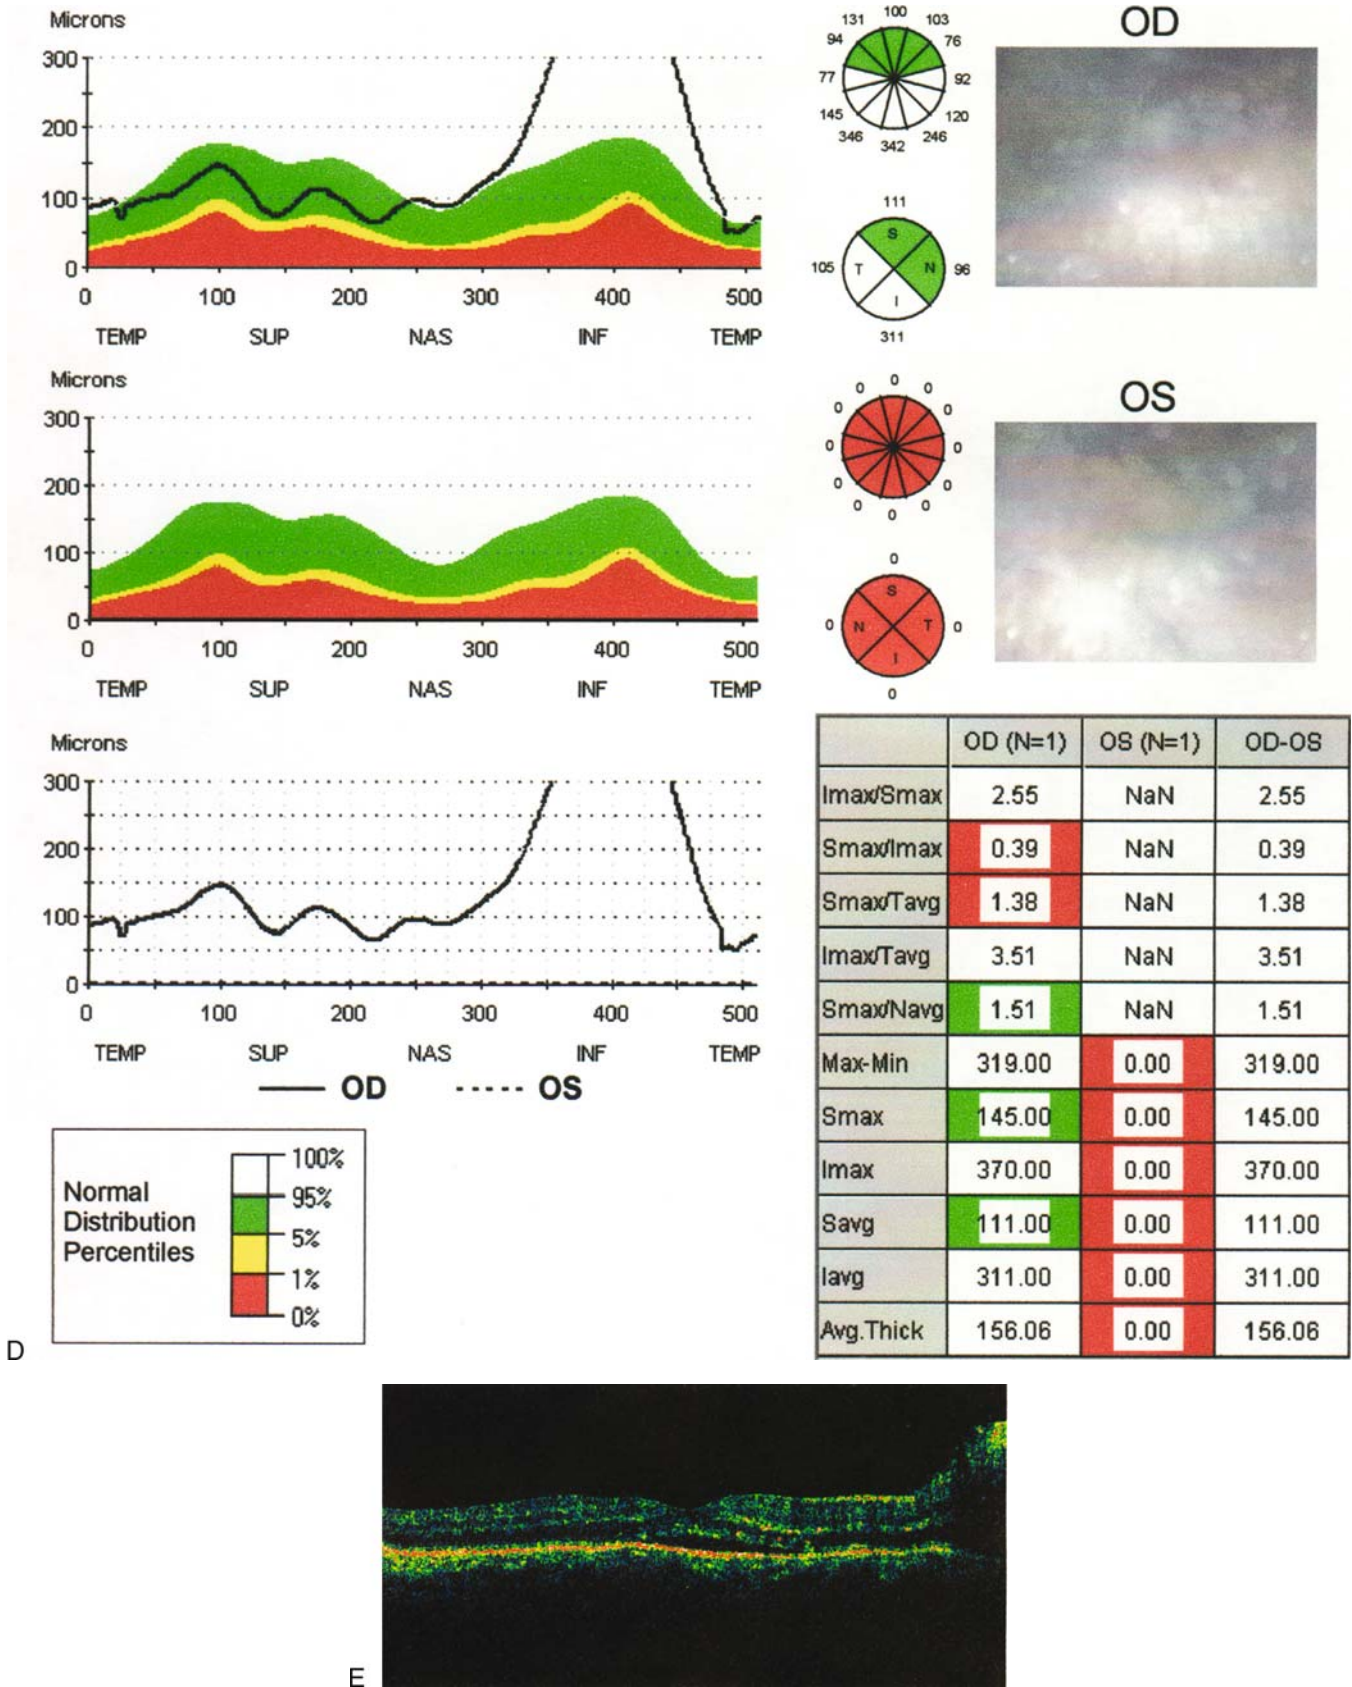 Microns
300
200
100
0
0 100 200 300 400 500
TEMP SUP NAS INF TEMP
131 100 103
94 76
77 92
145 120
346 246
342
111
S
105 T N 96
I
311
OD
Microns
300
200
100
0
0 100 200 300 400 500
TEMP SUP NAS INF TEMP
0 0 0
0 0
0 0
0 0
0 0
0
0
S
0 N T 0
I
0
OS
Microns
300
200
100
0
0 100 200 300 400 500
TEMP SUP NAS INF TEMP
OD OS
Normal
Distribution
Percentiles
100%
95%
5%
1%
0%
OD (N=1) OS (N=1) OD-OS
Imax/Smax 2.55 NaN 2.55
Smax/Imax 0.39 NaN 0.39
Smax/Tavg 1.38 NaN 1.38
Imax/Tavg 3.51 NaN 3.51
Smax/Navg 1.51 NaN 1.51
Max-Min 319.00 0.00 319.00
Smax 145.00 0.00 145.00
Imax 370.00 0.00 370.00
Savg 111.00 0.00 111.00
Iavg 311.00 0.00 311.00
Avg.Thick 156.06 0.00 156.06
D
E